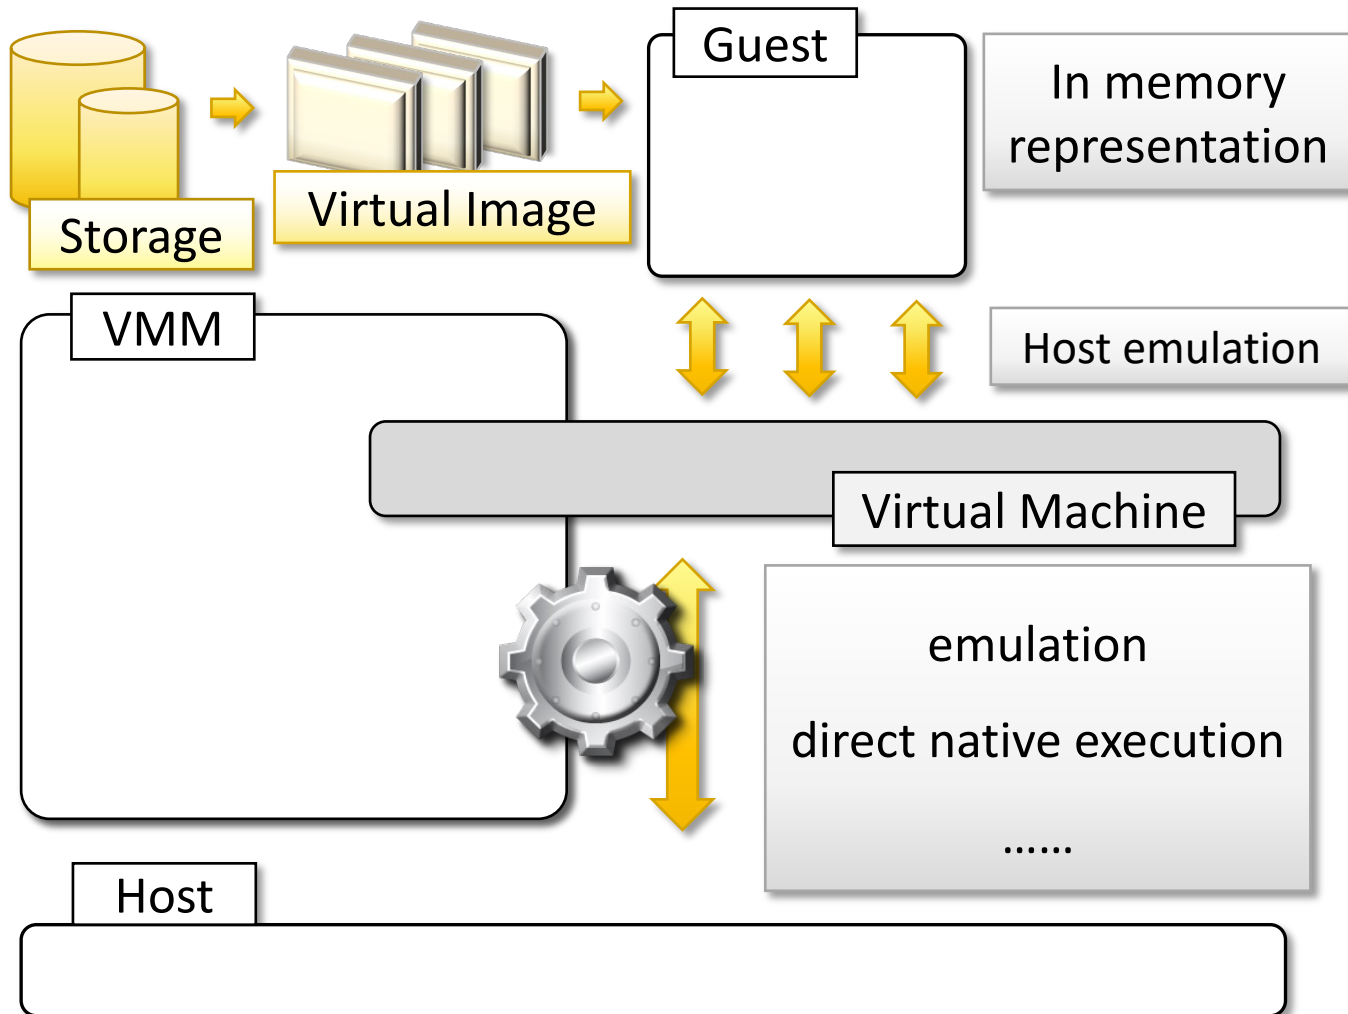 Guest
In memory
representation
Virtual Image
Storage
VMM
Host emulation
Virtual Machine
emulation
direct native execution
......
Host